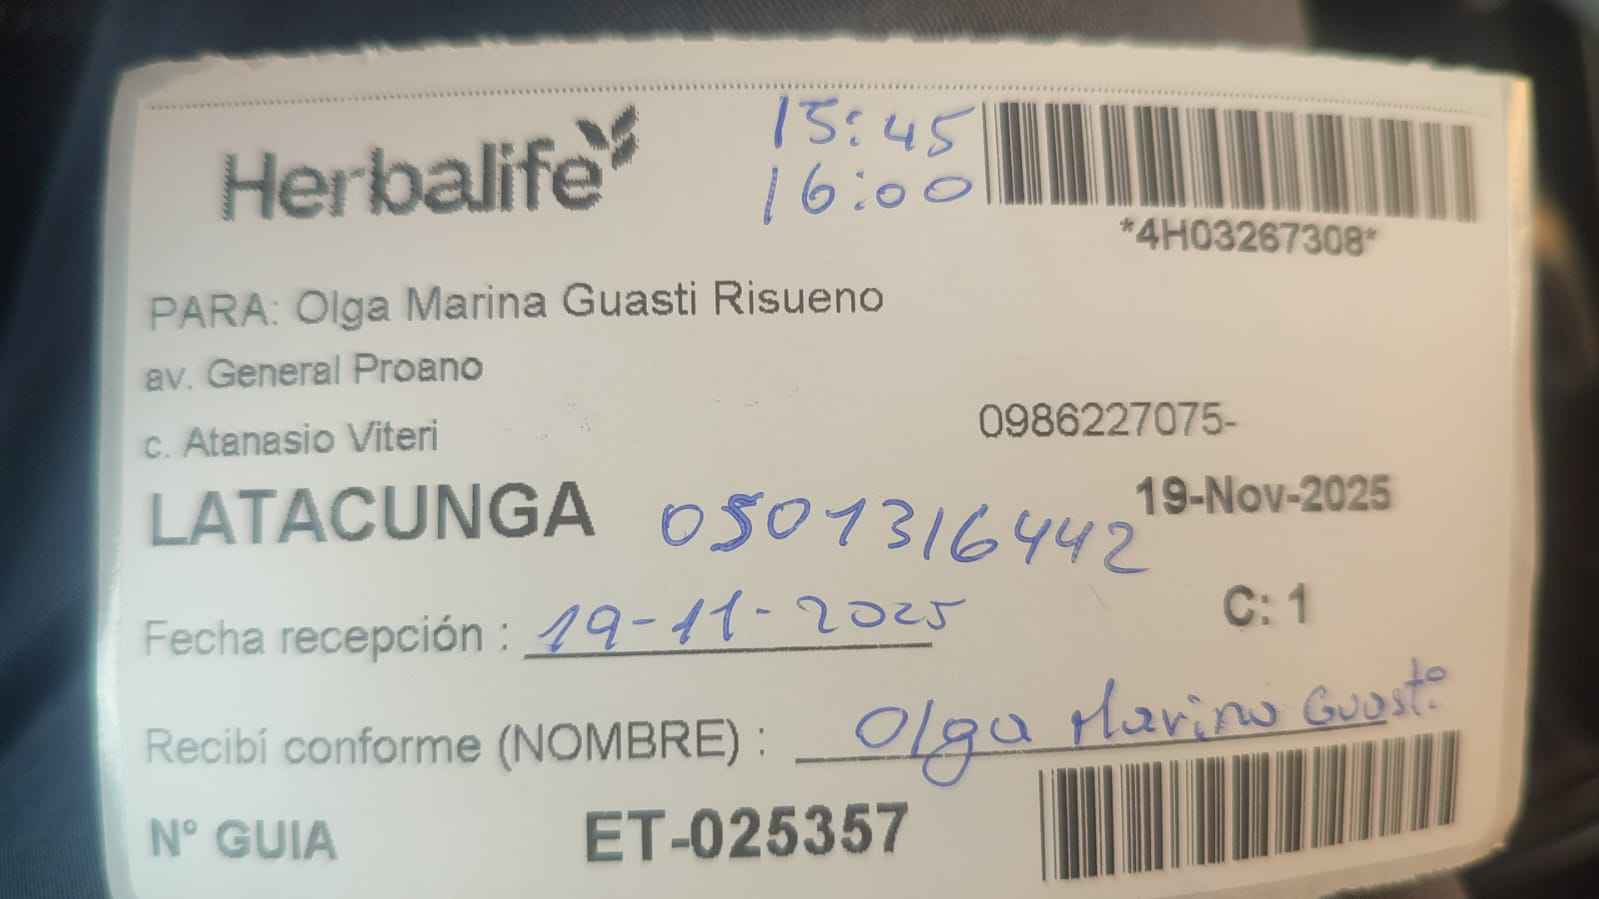 Herbalife
15:45
16:00
*4H03267308*
PARA: Olga Marina Guasti Risueno
av. General Proano
c. Atanasio Viteri
0986227075-
LATACUNGA
0501316442
19-Nov-2025
Fecha recepción : 19-11-2025
C: 1
Recibí conforme (NOMBRE) : Olga Marina Guasti
Nº GUIA ET-025357